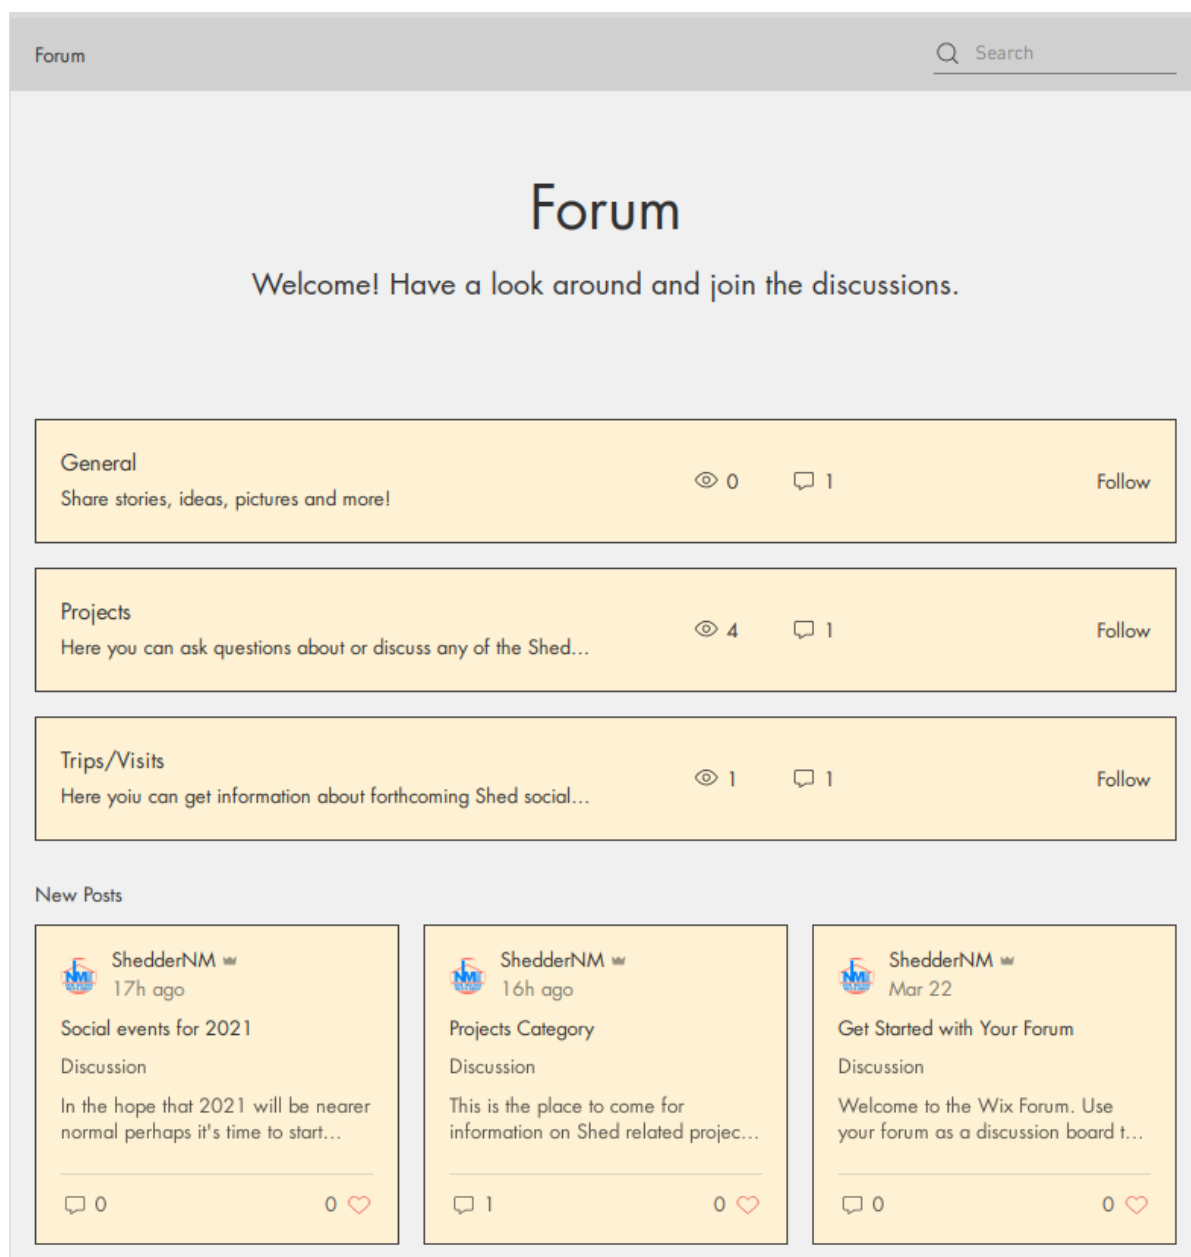 Forum
Search
Forum
Welcome! Have a look around and join the discussions.
General
Share stories, ideas, pictures and more!
0
1
Follow
Projects
Here you can ask questions about or discuss any of the Shed...
4
1
Follow
Trips/Visits
Here yoiu can get information about forthcoming Shed social...
1
1
Follow
New Posts
ShedderNM
17h ago
Social events for 2021
Discussion
In the hope that 2021 will be nearer
normal perhaps it's time to start...
0
0
ShedderNM
16h ago
Projects Category
Discussion
This is the place to come for
information on Shed related projec...
1
0
ShedderNM
Mar 22
Get Started with Your Forum
Discussion
Welcome to the Wix Forum. Use
your forum as a discussion board t...
0
0